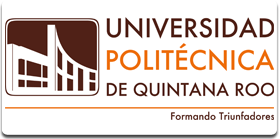 UNIVERSIDAD
POLITÉCNICA
DE QUINTANA ROO
Formando Triunfadores